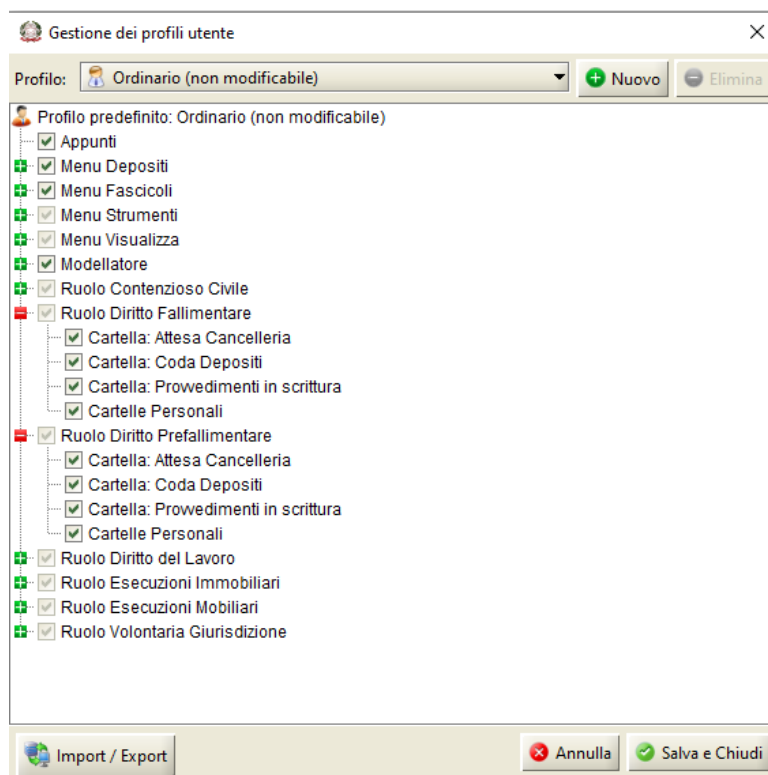 Gestione dei profili utente
Profilo: Ordinario (non modificabile) Nuovo Elimina
Profilo predefinito: Ordinario (non modificabile)
Appunti
Menu Depositi
Menu Fascicoli
Menu Strumenti
Menu Visualizza
Modellatore
Ruolo Contenzioso Civile
Ruolo Diritto Fallimentare
Cartella: Attesa Cancelleria
Cartella: Coda Depositi
Cartella: Provvedimenti in scrittura
Cartelle Personali
Ruolo Diritto Prefallimentare
Cartella: Attesa Cancelleria
Cartella: Coda Depositi
Cartella: Provvedimenti in scrittura
Cartelle Personali
Ruolo Diritto del Lavoro
Ruolo Esecuzioni Immobiliari
Ruolo Esecuzioni Mobiliari
Ruolo Volontaria Giurisdizione
Import / Export Annulla Salva e Chiudi